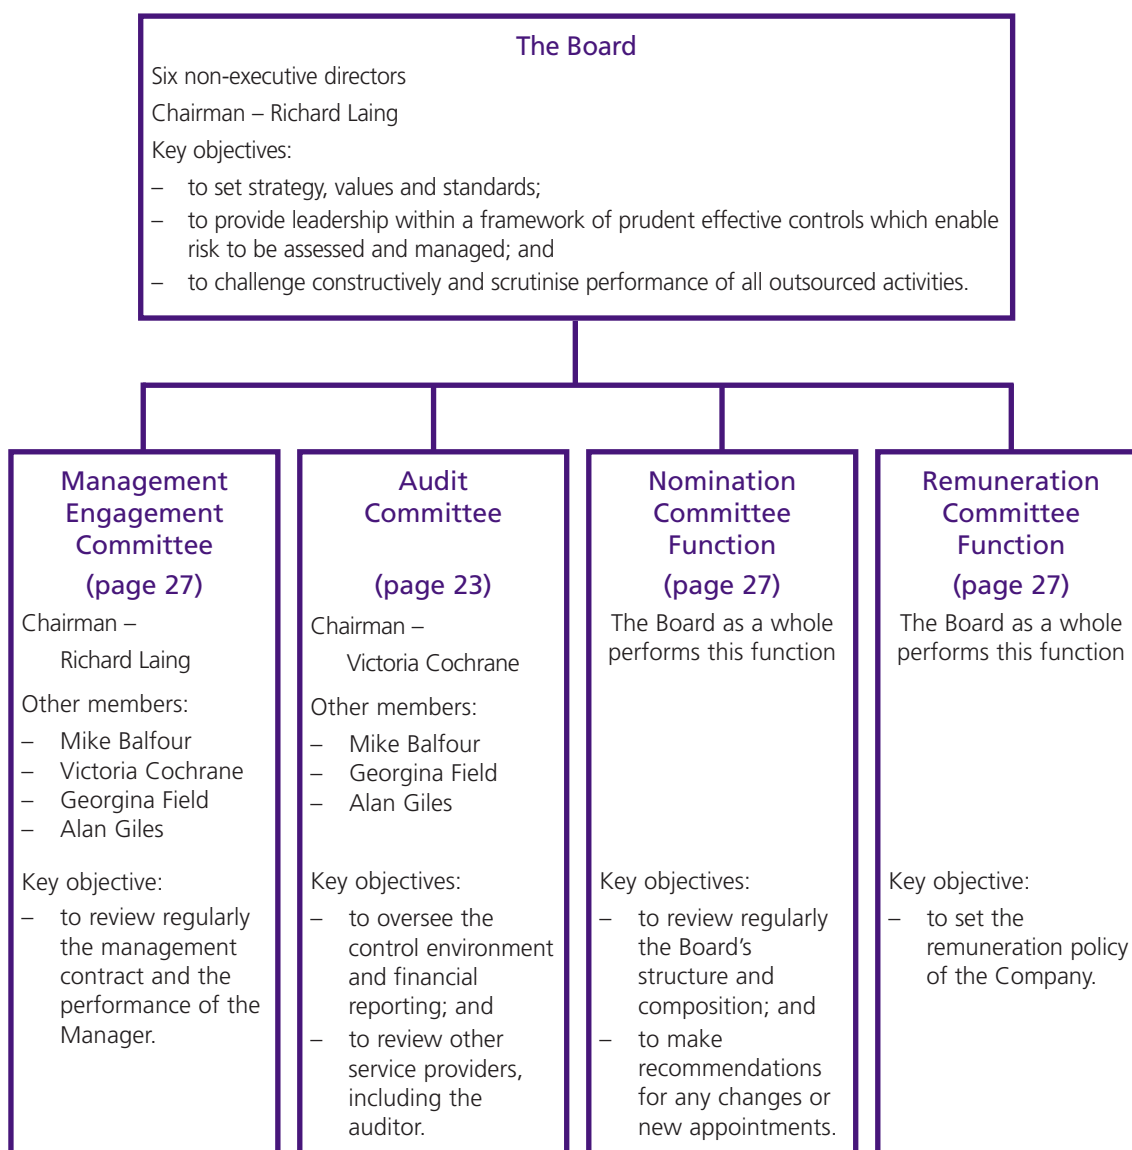 The Board
Six non-executive directors
Chairman – Richard Laing
Key objectives:
– to set strategy, values and standards;
– to provide leadership within a framework of prudent effective controls which enable
risk to be assessed and managed; and
– to challenge constructively and scrutinise performance of all outsourced activities.
Management
Engagement
Committee
(page 27)
Chairman –
Richard Laing
Other members:
– Mike Balfour
– Victoria Cochrane
– Georgina Field
– Alan Giles
Key objective:
– to review regularly
the management
contract and the
performance of the
Manager.
Audit
Committee
(page 23)
Chairman –
Victoria Cochrane
Other members:
– Mike Balfour
– Georgina Field
– Alan Giles
Key objectives:
– to oversee the
control environment
and financial
reporting; and
– to review other
service providers,
including the
auditor.
Nomination
Committee
Function
(page 27)
The Board as a whole
performs this function
Key objectives:
– to review regularly
the Board's
structure and
composition; and
– to make
recommendations
for any changes or
new appointments.
Remuneration
Committee
Function
(page 27)
The Board as a whole
performs this function
Key objective:
– to set the
remuneration policy
of the Company.